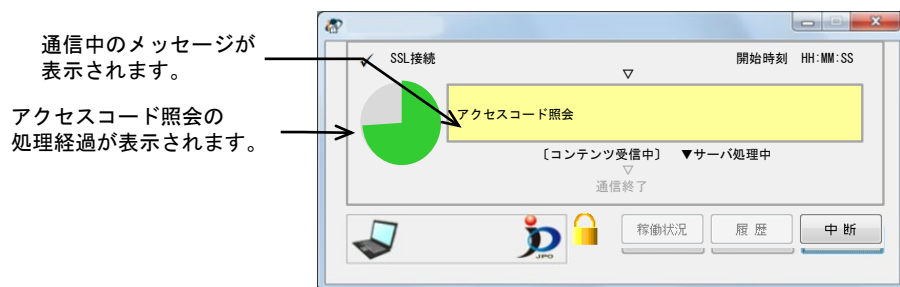 通信中のメッセージが
表示されます。
アクセスコード照会の
処理経過が表示されます。
✓ SSL接続
開始時刻 HH:MM:SS
▽
アクセスコード照会
〔コンテンツ受信中〕 ▼サーバ処理中
▽
通信終了
JPO
稼働状況
履歴
中断